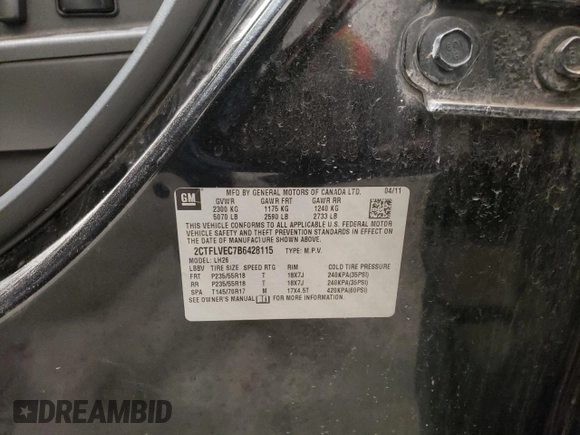 GM
MFD BY GENERAL MOTORS OF CANADA LTD. 04/11
GVWR GAWR FRT GAWR RR
2300 KG 1175 KG 1240 KG
5070 LB 2590 LB 2733 LB
THIS VEHICLE CONFORMS TO ALL APPLICABLE U.S. FEDERAL MOTOR
VEHICLE SAFETY, BUMPER, AND THEFT PREVENTION STANDARDS IN
EFFECT ON THE DATE OF MANUFACTURE SHOWN ABOVE.
2CTFLVEC7B6428115 TYPE: M.P.V.
MODEL: LH26
LBBV TIRE SIZE SPEED RTG RIM COLD TIRE PRESSURE
FRT P235/55R18 T 18X7J 240KPA(35PSI)
RR P235/55R18 T 18X7J 240KPA(35PSI)
SPA T145/70R17 M 17X4.5T 420KPA(60PSI)
SEE OWNER'S MANUAL FOR MORE INFORMATION.
DREAMBID